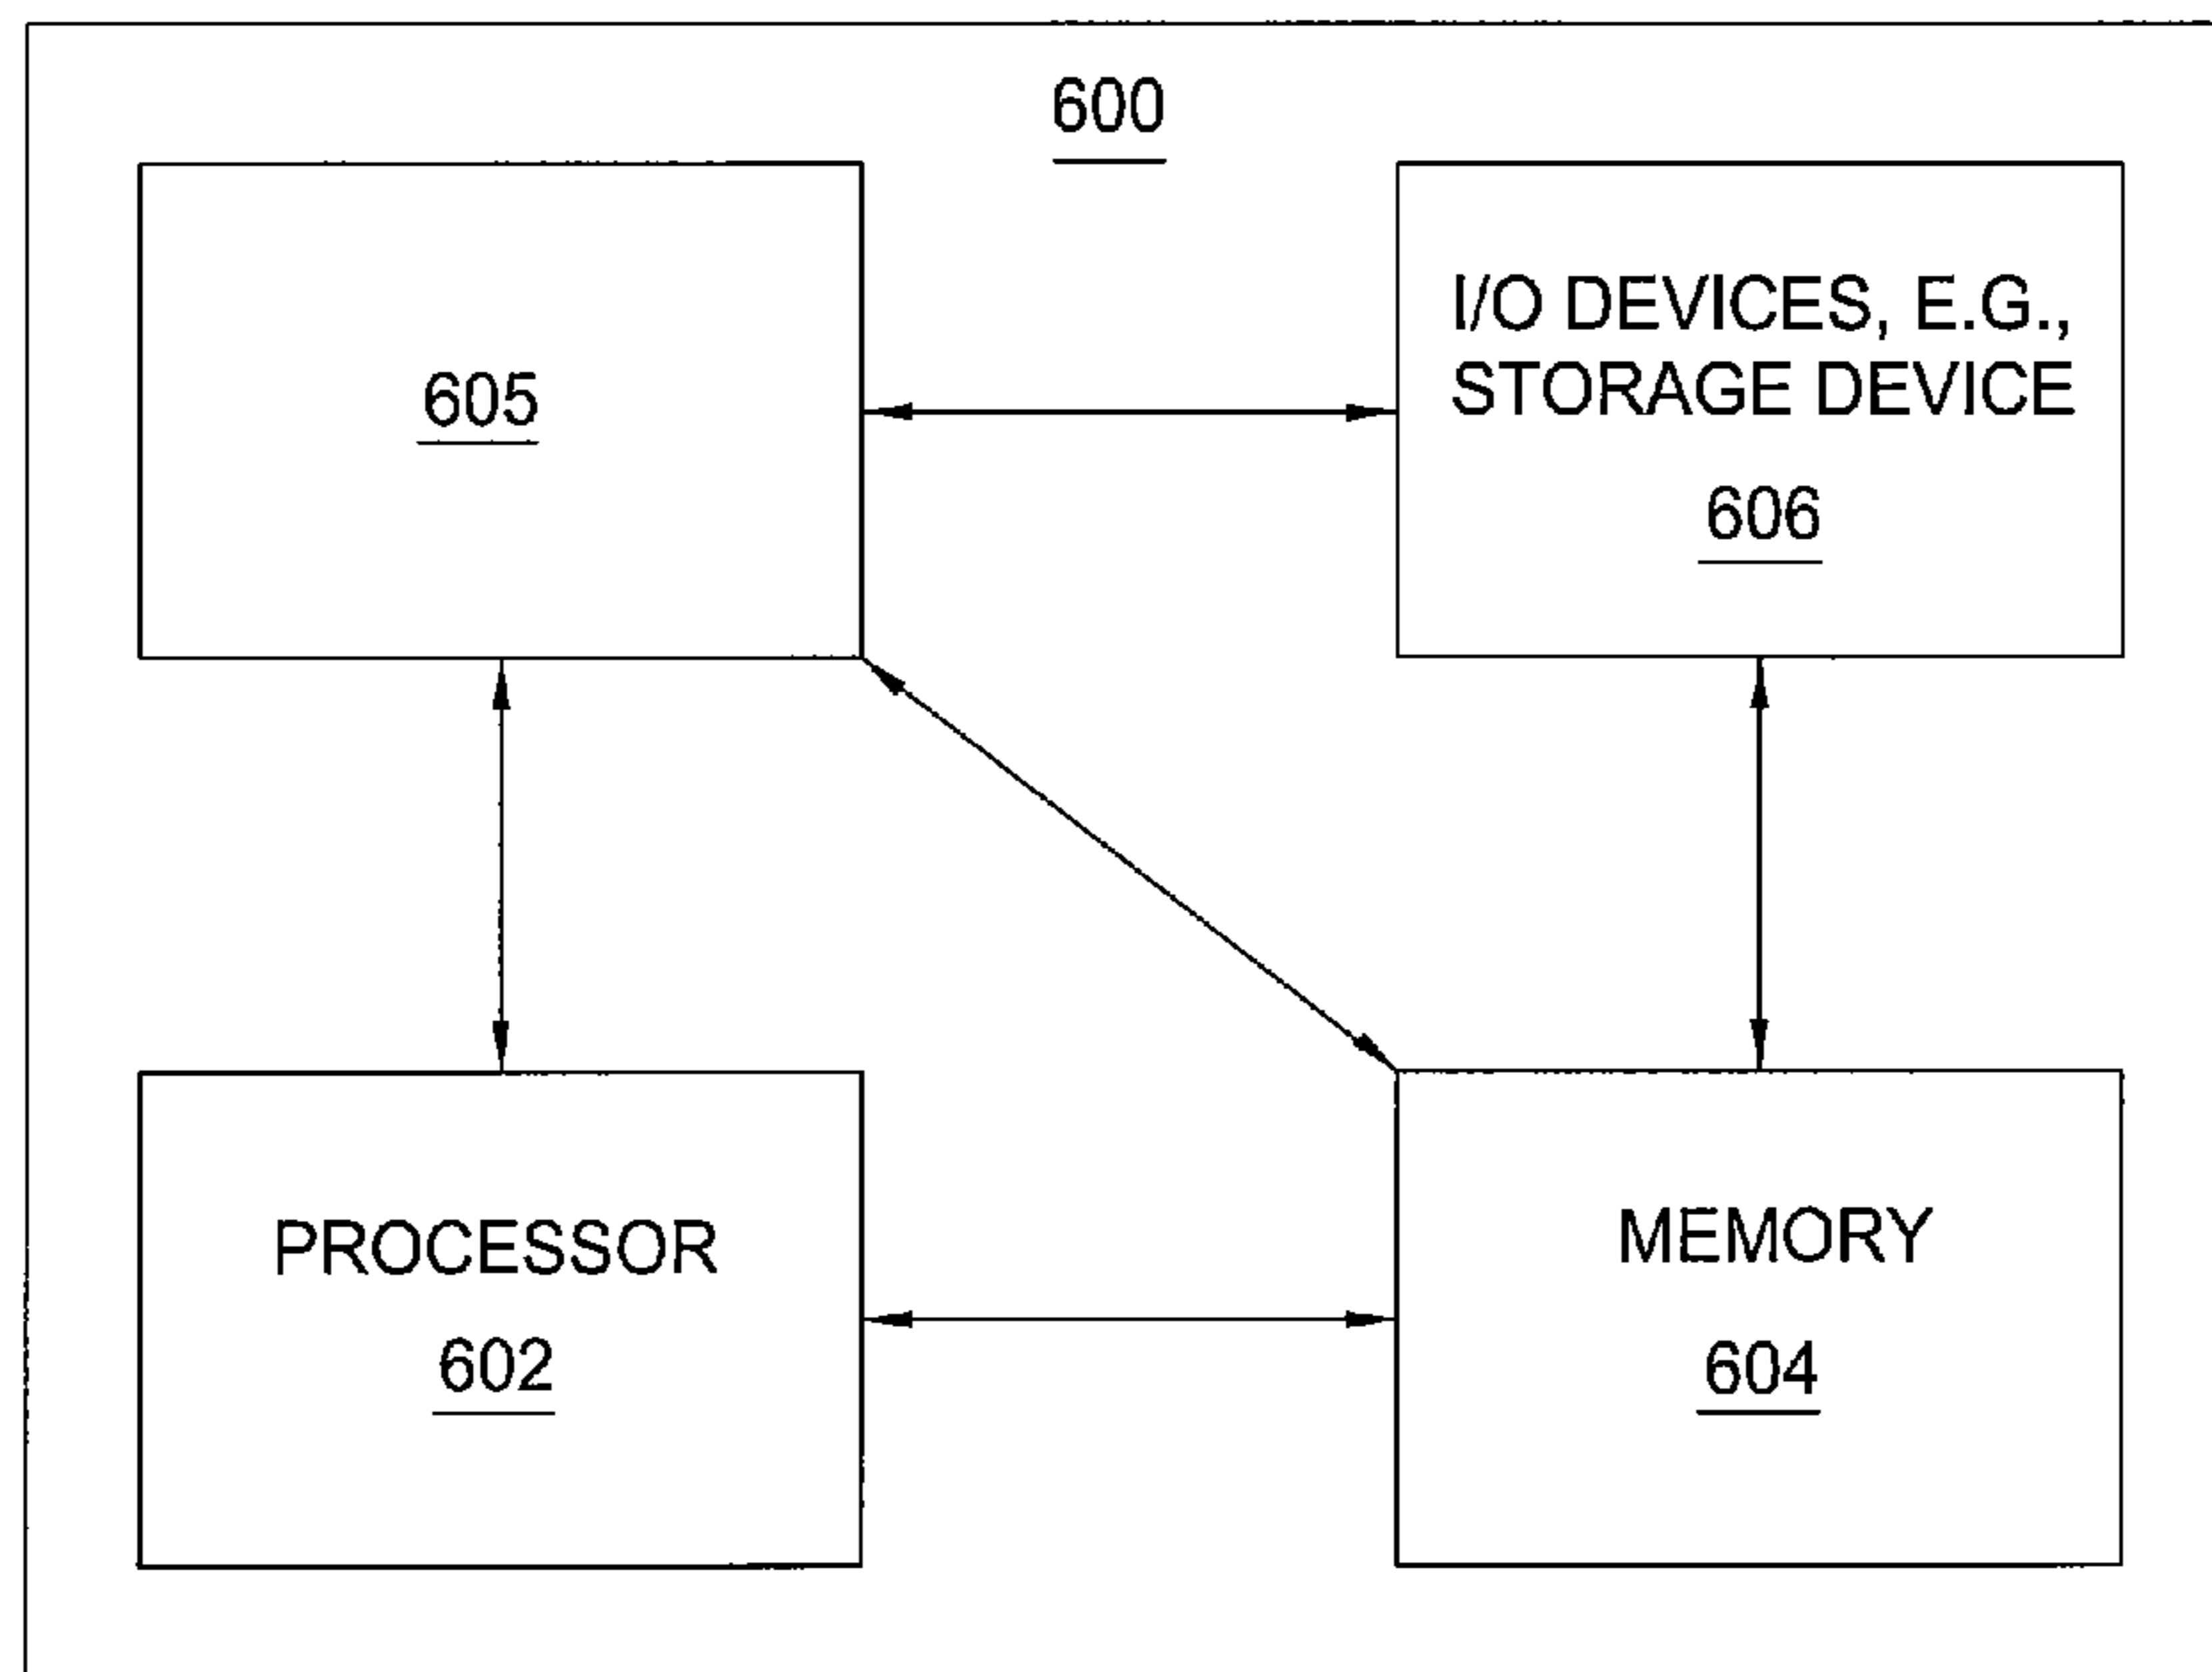 600
605
I/O DEVICES, E.G.,
STORAGE DEVICE
606
PROCESSOR
602
MEMORY
604